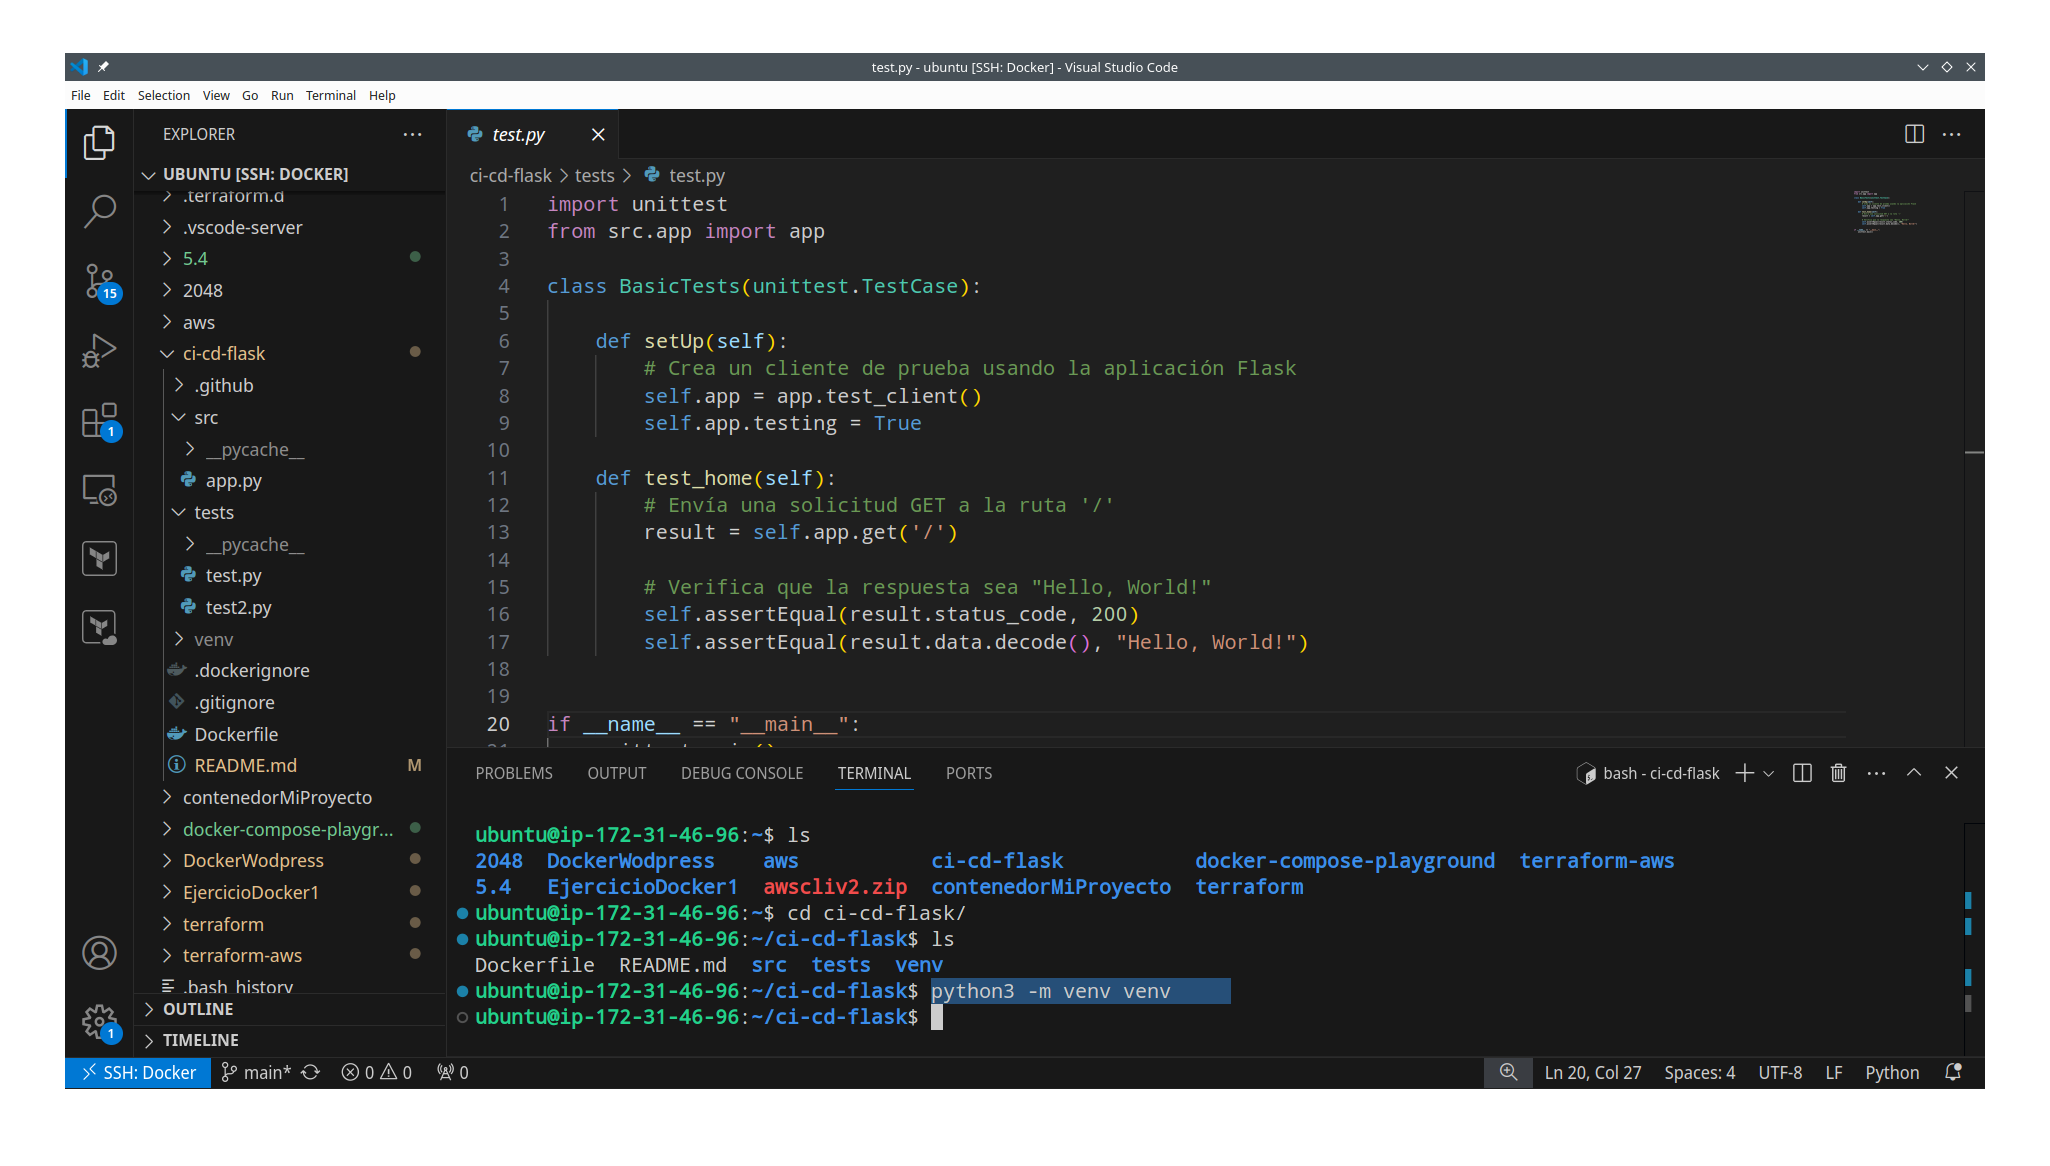 test.py - ubuntu [SSH: Docker] - Visual Studio Code
File Edit Selection View Go Run Terminal Help
EXPLORER
UBUNTU [SSH: DOCKER]
.terraform.d
.vscode-server
5.4
2048
aws
ci-cd-flask
.github
src
__pycache__
app.py
tests
__pycache__
test.py
test2.py
venv
.dockerignore
.gitignore
Dockerfile
README.md M
contenedorMiProyecto
docker-compose-playgr...
DockerWodpress
EjercicioDocker1
terraform
terraform-aws
.bash_history
OUTLINE
TIMELINE
15
1
1
test.py
ci-cd-flask > tests > test.py
1 import unittest
2 from src.app import app
3
4 class BasicTests(unittest.TestCase):
5
6 def setUp(self):
7 # Crea un cliente de prueba usando la aplicación Flask
8 self.app = app.test_client()
9 self.app.testing = True
10
11 def test_home(self):
12 # Envía una solicitud GET a la ruta '/'
13 result = self.app.get('/')
14
15 # Verifica que la respuesta sea "Hello, World!"
16 self.assertEqual(result.status_code, 200)
17 self.assertEqual(result.data.decode(), "Hello, World!")
18
19
20 if __name__ == "__main__":
PROBLEMS OUTPUT DEBUG CONSOLE TERMINAL PORTS
bash - ci-cd-flask
ubuntu@ip-172-31-46-96:~$ ls
2048 DockerWodpress aws ci-cd-flask docker-compose-playground terraform-aws
5.4 EjercicioDocker1 awscliv2.zip contenedorMiProyecto terraform
ubuntu@ip-172-31-46-96:~$ cd ci-cd-flask/
ubuntu@ip-172-31-46-96:~/ci-cd-flask$ ls
Dockerfile README.md src tests venv
ubuntu@ip-172-31-46-96:~/ci-cd-flask$ python3 -m venv venv
ubuntu@ip-172-31-46-96:~/ci-cd-flask$
SSH: Docker main* 0 0 0 Ln 20, Col 27 Spaces: 4 UTF-8 LF Python